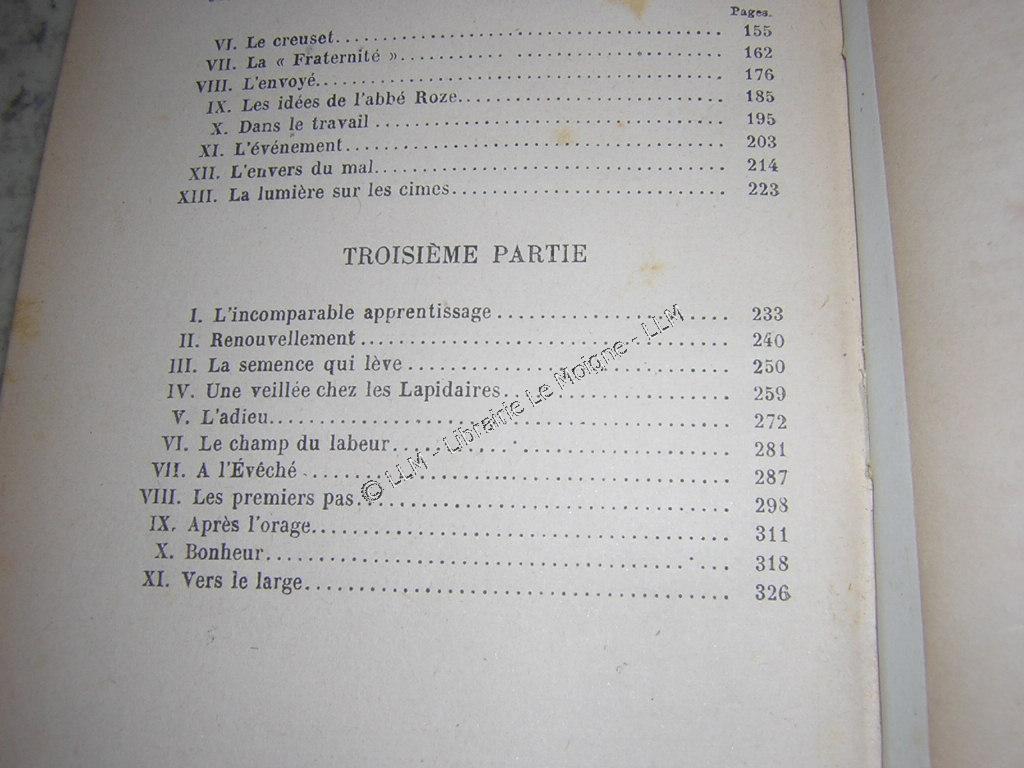 Pages.
VI. Le creuset........................................ 155
VII. La « Fraternité »................................ 162
VIII. L'envoyé........................................ 176
IX. Les idées de l'abbé Roze.......................... 185
X. Dans le travail.................................... 195
XI. L'événement....................................... 203
XII. L'envers du mal.................................. 214
XIII. La lumière sur les cimes........................ 223
TROISIÈME PARTIE
I. L'incomparable apprentissage....................... 233
II. Renouvellement.................................... 240
III. La semence qui lève.............................. 250
IV. Une veillée chez les Lapidaires................... 259
V. L'adieu............................................ 272
VI. Le champ du labeur................................ 281
VII. A l'Évêché....................................... 287
VIII. Les premiers pas................................ 298
IX. Après l'orage..................................... 311
X. Bonheur............................................ 318
XI. Vers le large..................................... 326
© LLM - Librairie Le Moigne - LLM